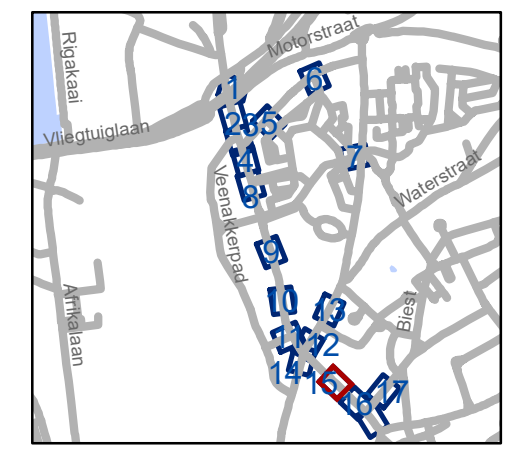 Rigakaai
Motorstraat
1
6
2
3
5
Vliegtuiglaan
4
7
8
Waterstraat
Veenakkerpad
9
10
13
Afrikalaan
Biest
11
12
14
15
16
17